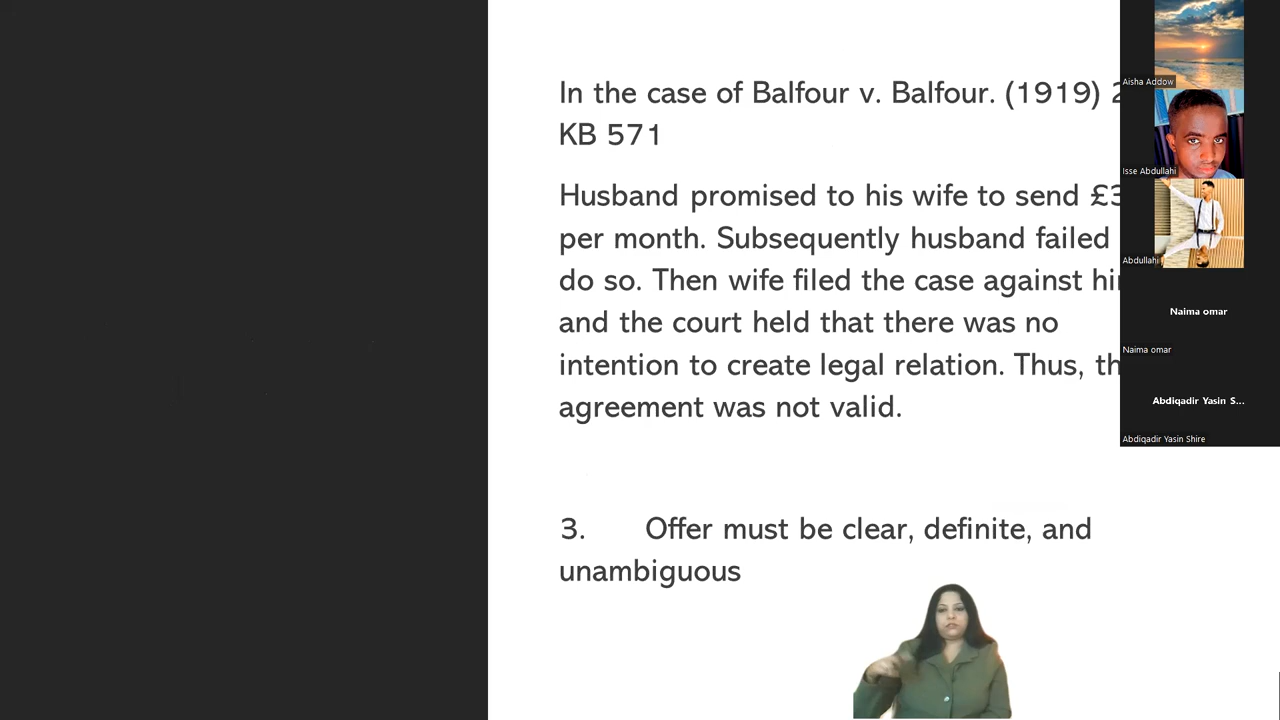 In the case of Balfour v. Balfour. (1919)
KB 571
Husband promised to his wife to send
per month. Subsequently husband failed
do so. Then wife filed the case against
and the court held that there was no
intention to create legal relation. Thus,
agreement was not valid.
3. Offer must be clear, definite, and
unambiguous
Aisha Addow
Isse Abdullahi
Abdullahi
Naima omar
Naima omar
Abdiqadir Yasin S...
Abdiqadir Yasin Shire